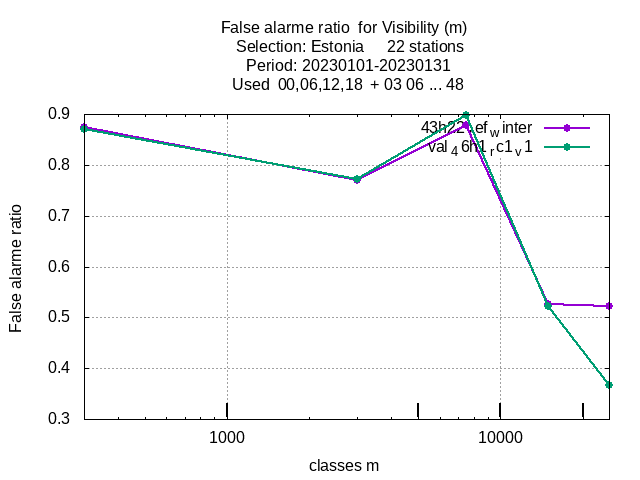 False alarme ratio for Visibility (m)
Selection: Estonia 22 stations
Period: 20230101-20230131
Used 00,06,12,18 + 03 06 ... 48
0.9
0.8
0.7
0.6
0.5
0.4
0.3
False alarme ratio
inter
val_46h1_rc1_v1
1000
10000
classes m